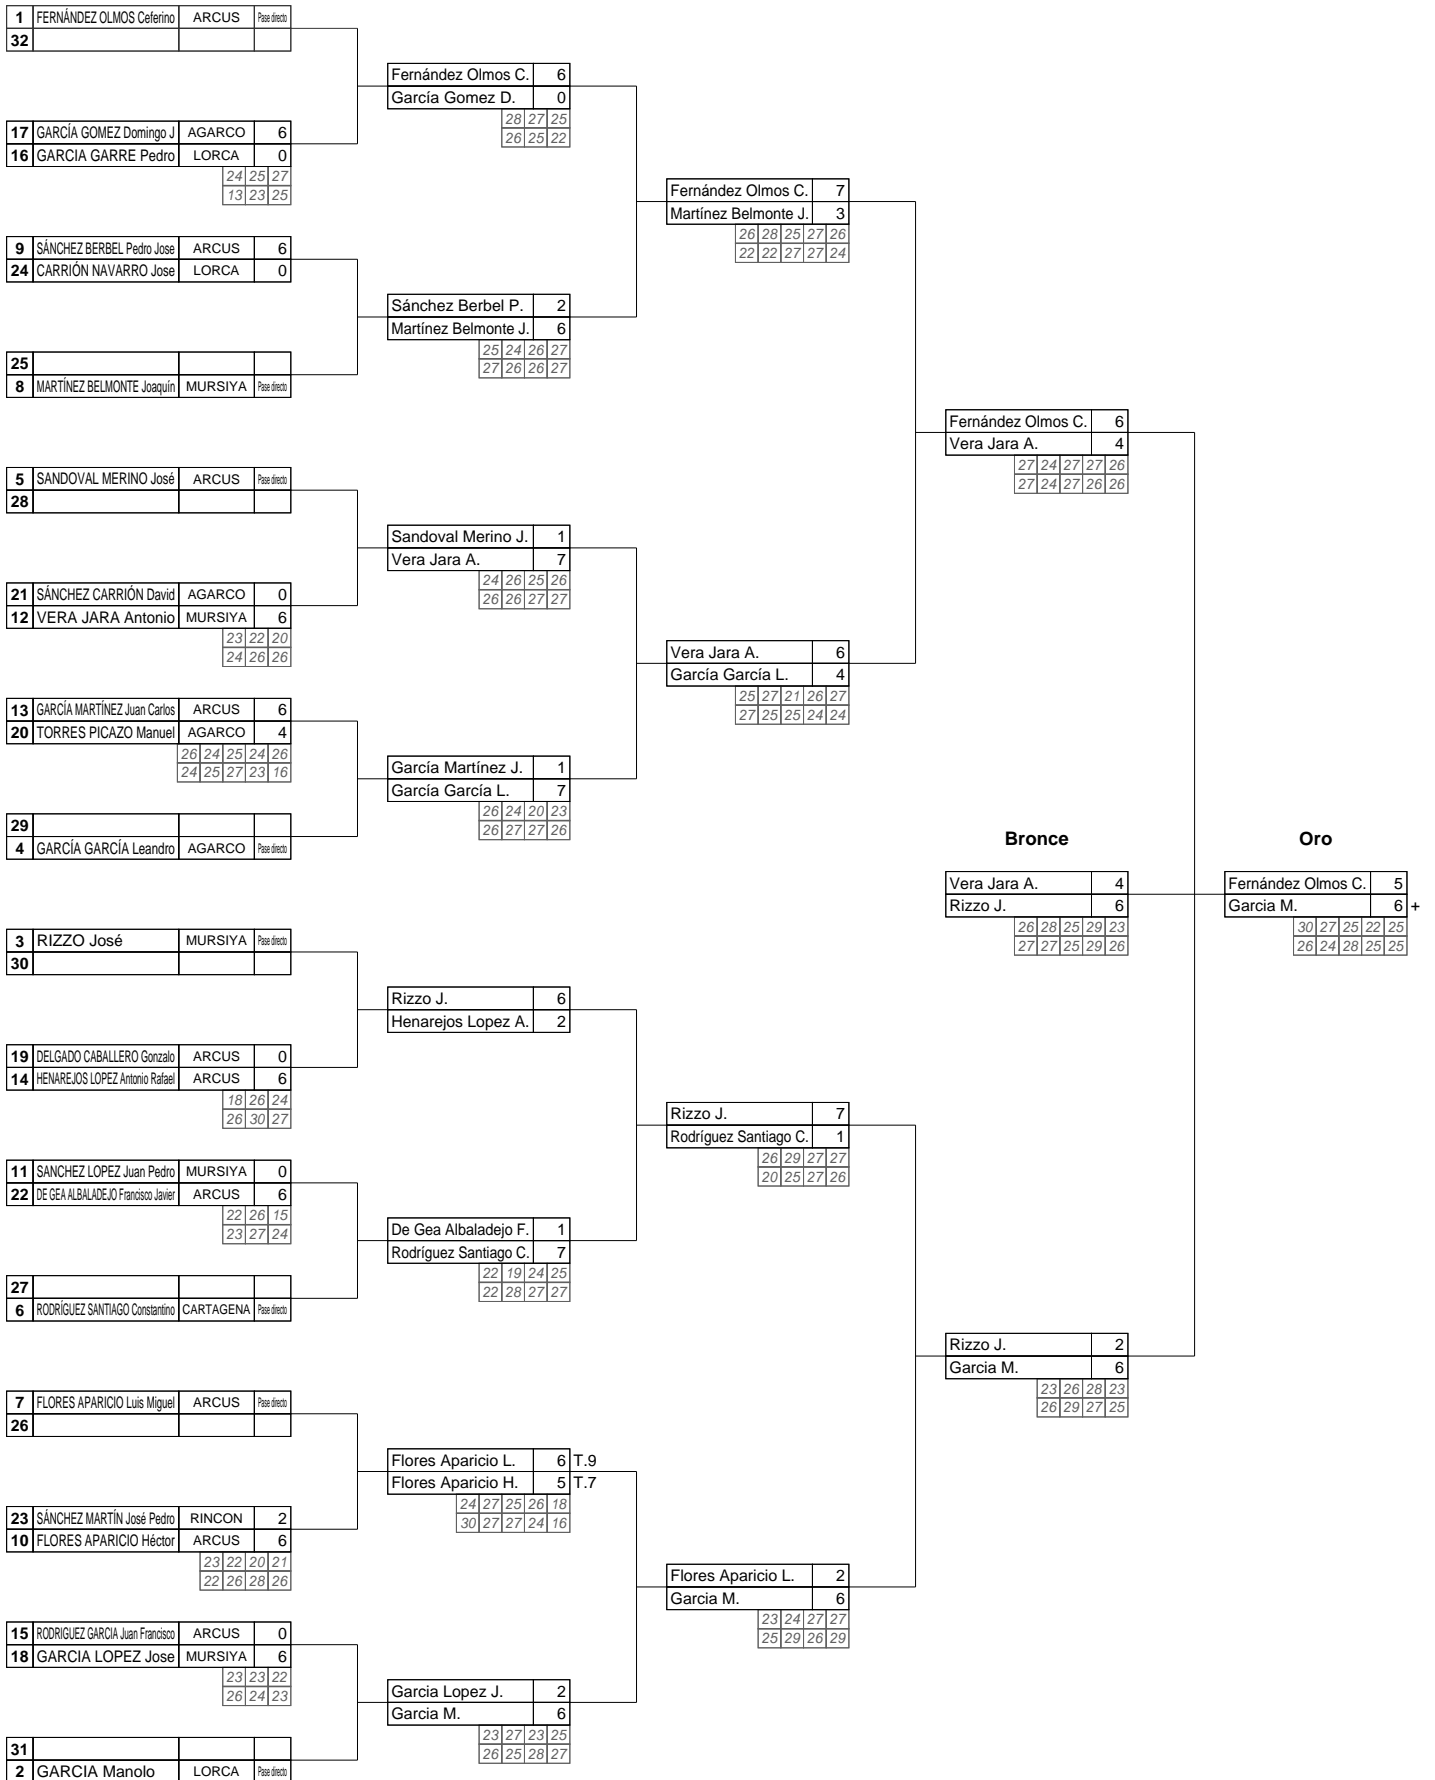 1 FERNÁNDEZ OLMOS Ceferino ARCUS Pase directo
32
Fernández Olmos C. 6
García Gomez D. 0
28 27 25
26 25 22
17 GARCÍA GOMEZ Domingo J AGARCO 6
16 GARCIA GARRE Pedro LORCA 0
24 25 27
13 23 25
Fernández Olmos C. 7
Martínez Belmonte J. 3
26 28 25 27 26
22 22 27 27 24
9 SÁNCHEZ BERBEL Pedro Jose ARCUS 6
24 CARRIÓN NAVARRO Jose LORCA 0
Sánchez Berbel P. 2
Martínez Belmonte J. 6
25 24 26 27
27 26 26 27
25
8 MARTÍNEZ BELMONTE Joaquín MURSIYA Pase directo
Fernández Olmos C. 6
Vera Jara A. 4
27 24 27 27 26
27 24 27 26 26
5 SANDOVAL MERINO José ARCUS Pase directo
28
Sandoval Merino J. 1
Vera Jara A. 7
24 26 25 26
26 26 27 27
21 SÁNCHEZ CARRIÓN David AGARCO 0
12 VERA JARA Antonio MURSIYA 6
23 22 20
24 26 26
Vera Jara A. 6
García García L. 4
25 27 21 26 27
27 25 25 24 24
13 GARCÍA MARTÍNEZ Juan Carlos ARCUS 6
20 TORRES PICAZO Manuel AGARCO 4
26 24 25 24 26
24 25 27 23 16
García Martínez J. 1
García García L. 7
26 24 20 23
26 27 27 26
29
4 GARCÍA GARCÍA Leandro AGARCO Pase directo
Bronce Oro
Vera Jara A. 4
Rizzo J. 6
26 28 25 29 23
27 27 25 29 26
Fernández Olmos C. 5
Garcia M. 6 +
30 27 25 22 25
26 24 28 25 25
3 RIZZO José MURSIYA Pase directo
30
Rizzo J. 6
Henarejos Lopez A. 2
19 DELGADO CABALLERO Gonzalo ARCUS 0
14 HENAREJOS LOPEZ Antonio Rafael ARCUS 6
18 26 24
26 30 27
Rizzo J. 7
Rodríguez Santiago C. 1
26 29 27 27
20 25 27 26
11 SANCHEZ LOPEZ Juan Pedro MURSIYA 0
22 DE GEA ALBALADEJO Francisco Javier ARCUS 6
22 26 15
23 27 24
De Gea Albaladejo F. 1
Rodríguez Santiago C. 7
22 19 24 25
22 28 27 27
27
6 RODRÍGUEZ SANTIAGO Constantino CARTAGENA Pase directo
Rizzo J. 2
Garcia M. 6
23 26 28 23
26 29 27 25
7 FLORES APARICIO Luis Miguel ARCUS Pase directo
26
Flores Aparicio L. 6 T.9
Flores Aparicio H. 5 T.7
24 27 25 26 18
30 27 27 24 16
23 SÁNCHEZ MARTÍN José Pedro RINCON 2
10 FLORES APARICIO Héctor ARCUS 6
23 22 20 21
22 26 28 26
Flores Aparicio L. 2
Garcia M. 6
23 24 27 27
25 29 26 29
15 RODRIGUEZ GARCIA Juan Francisco ARCUS 0
18 GARCIA LOPEZ Jose MURSIYA 6
23 23 22
26 24 23
Garcia Lopez J. 2
Garcia M. 6
23 27 23 25
26 25 28 27
31
2 GARCIA Manolo LORCA Pase directo